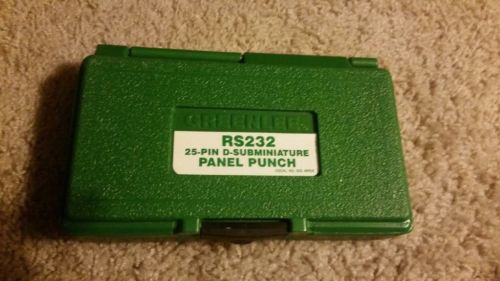 GREENLEE
RS232
25-PIN D-SUBMINIATURE
PANEL PUNCH